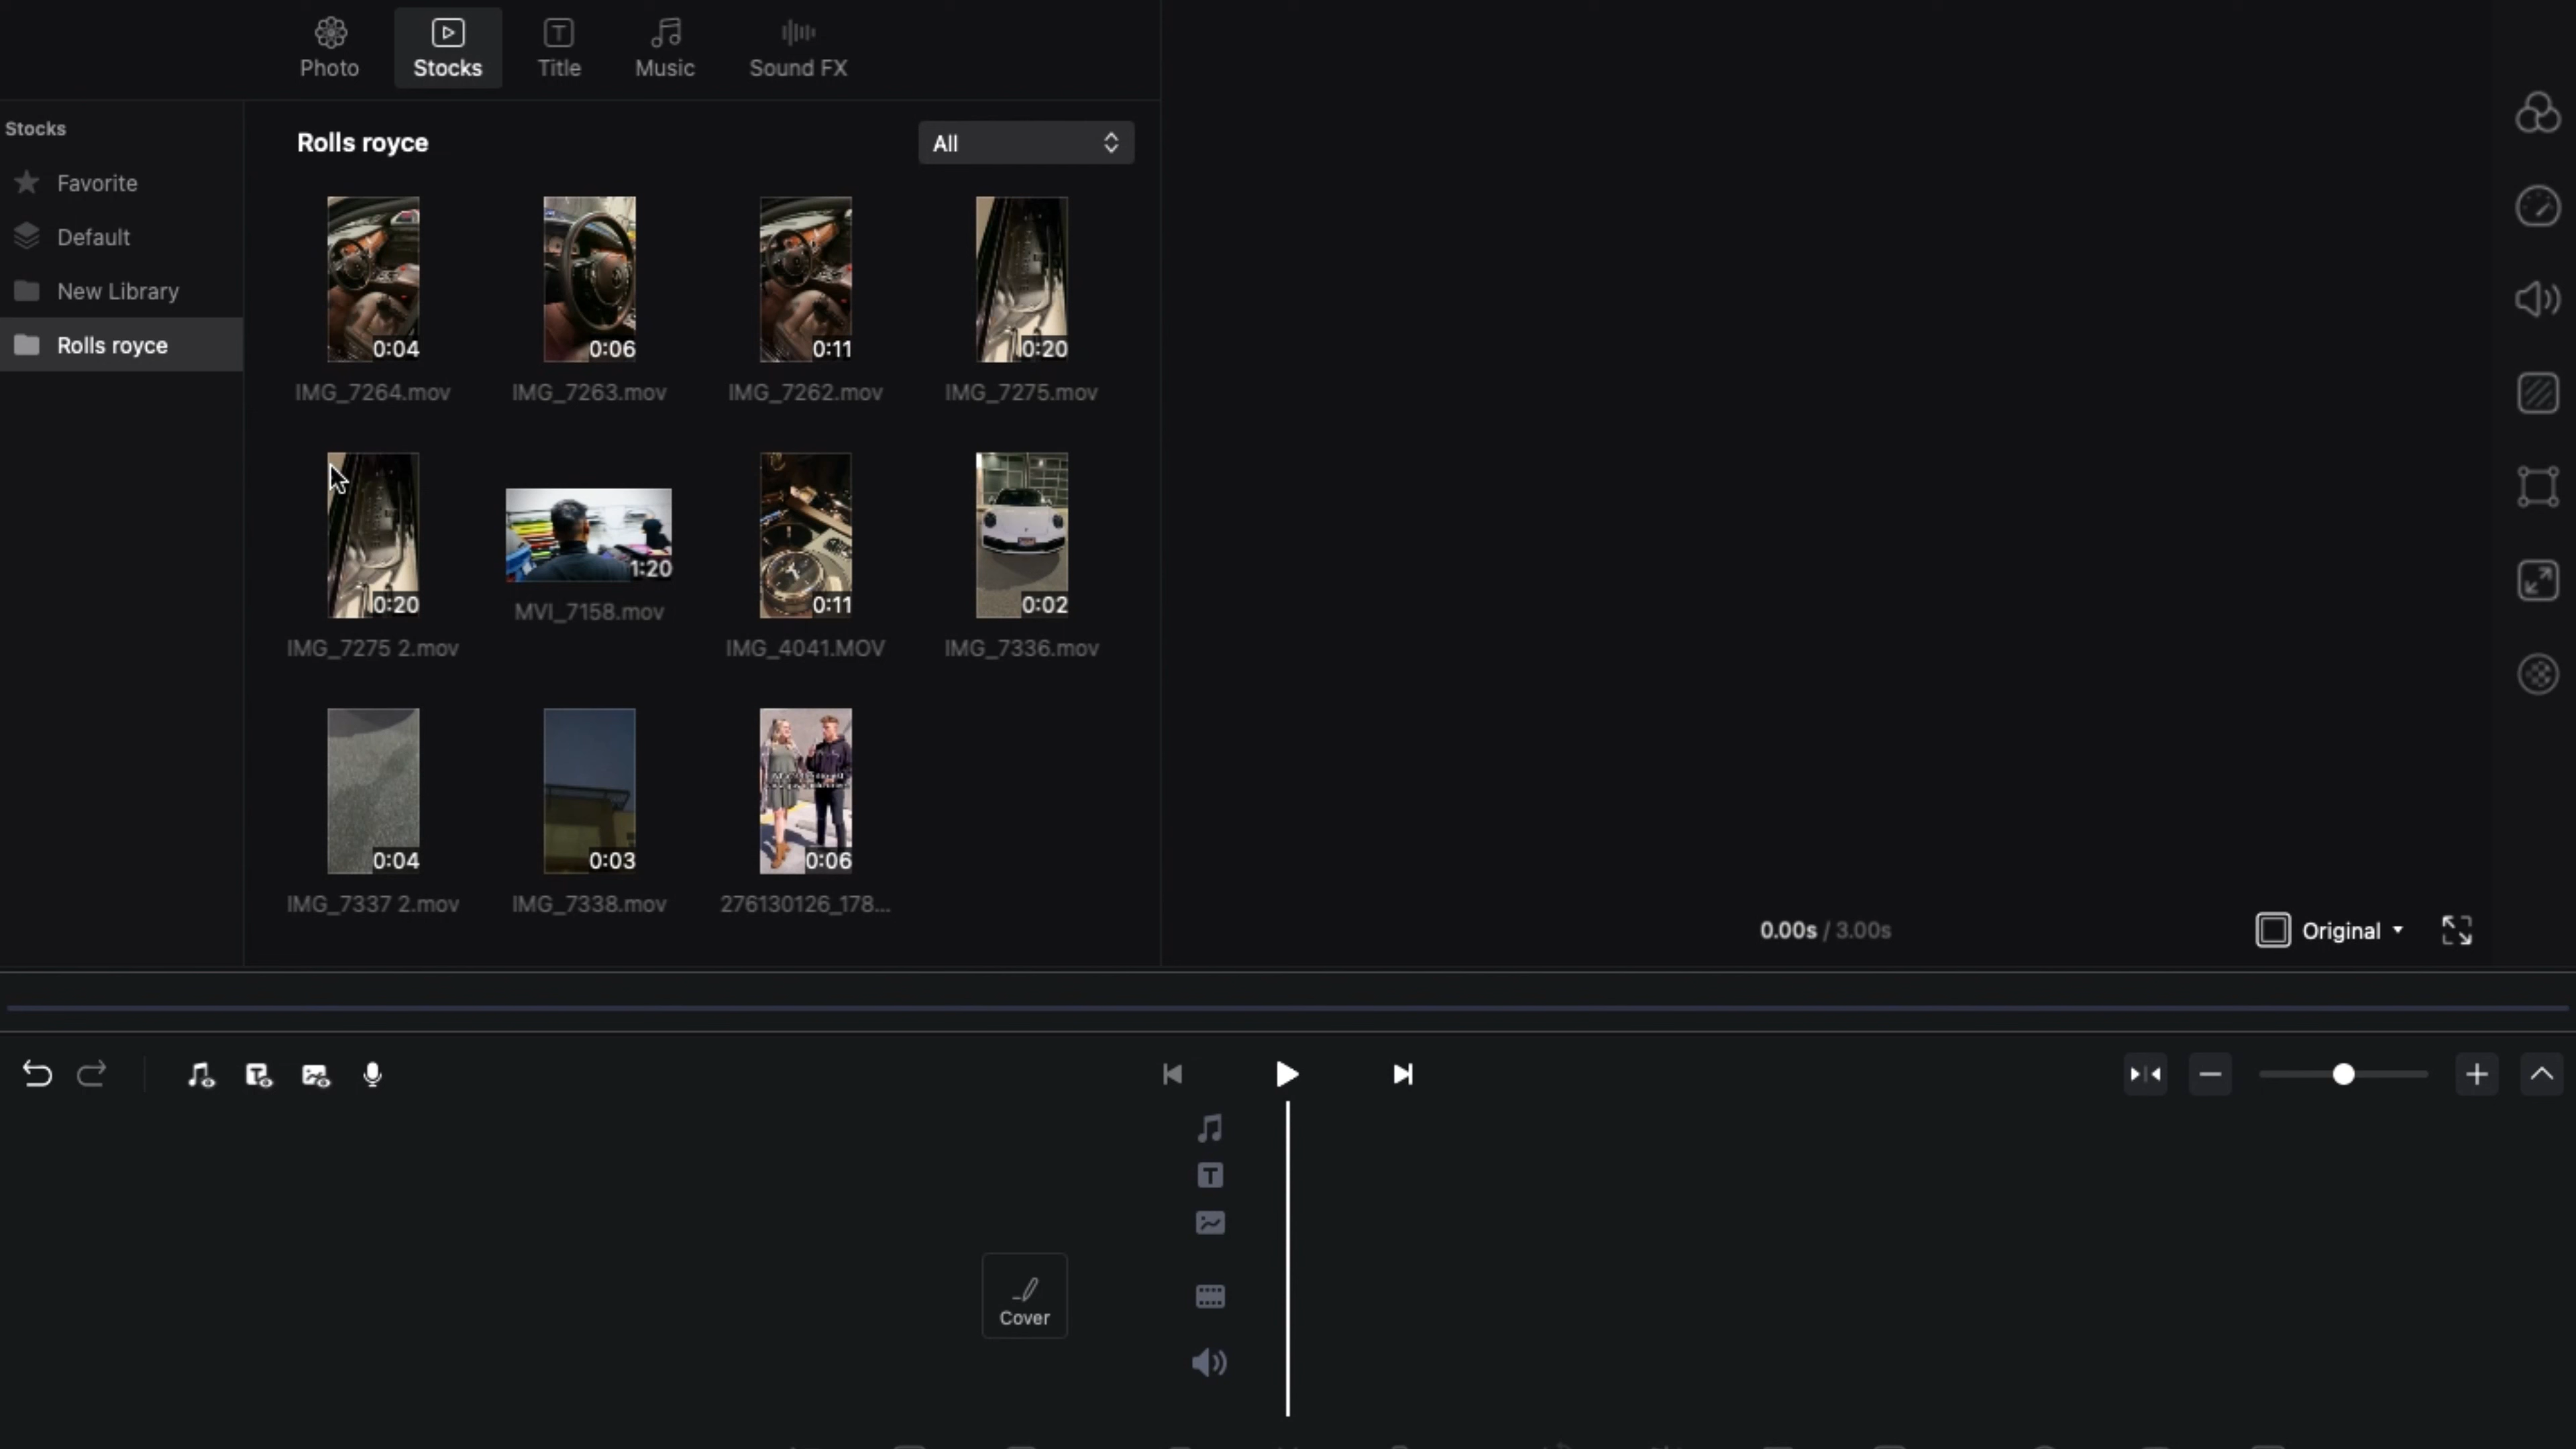 Photo
Stocks
Title
Music
Sound FX
Stocks
Favorite
Default
New Library
Rolls royce
Rolls royce
All
0:04
0:06
0:11
0:20
IMG_7264.mov
IMG_7263.mov
IMG_7262.mov
IMG_7275.mov
0:20
1:20
0:11
0:02
IMG_7275 2.mov
MVI_7158.mov
IMG_4041.MOV
IMG_7336.mov
0:04
0:03
0:06
IMG_7337 2.mov
IMG_7338.mov
276130126_178...
0.00s / 3.00s
Original
Cover